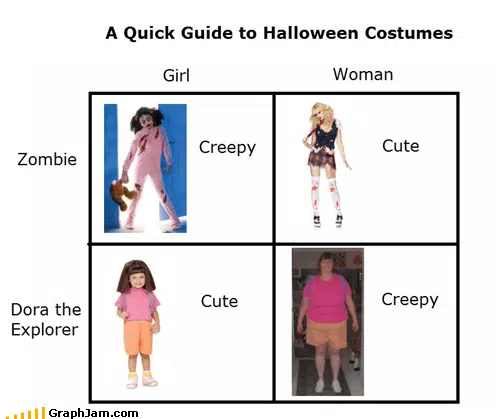 A Quick Guide to Halloween Costumes
Girl
Woman
Zombie
Creepy
Cute
Dora the
Explorer
Cute
Creepy
GraphJam.com